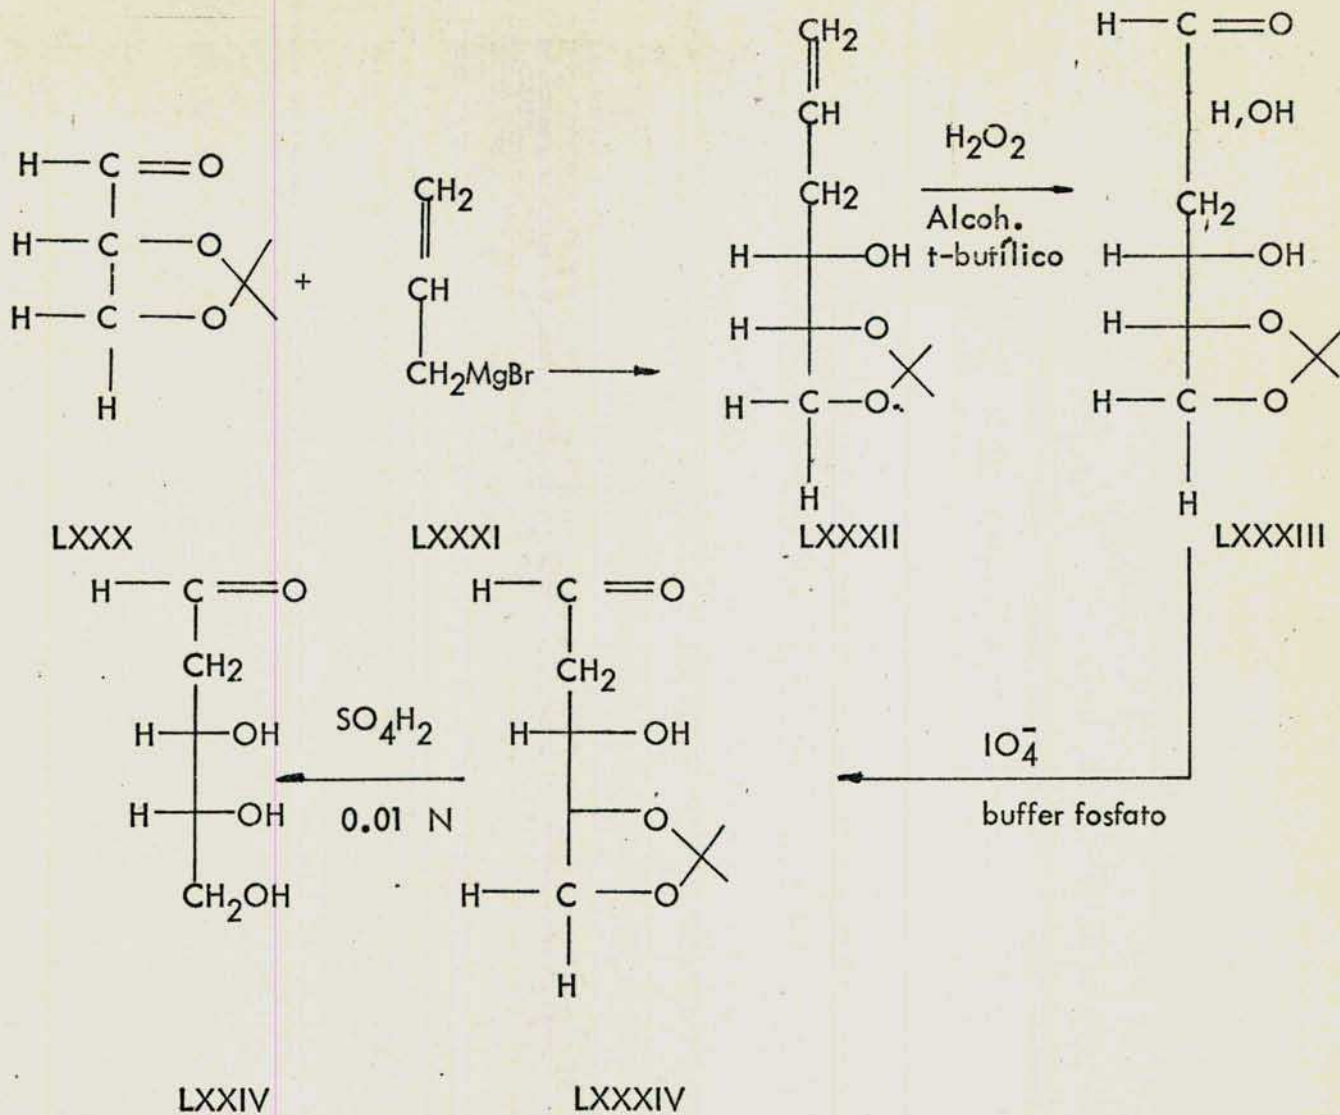 H—C=O
H—C—O
H—C—O
H
LXXX
+
CH2
CH
CH2MgBr
LXXXI
CH2
CH
CH2
H OH
H O
H—C—O
H
LXXXII
H2O2
Alcoh.
t-butílico
H—C=O
H,OH
CH2
H OH
H O
H—C—O
H
LXXXIII
H—C=O
CH2
H OH
H OH
CH2OH
LXXIV
SO4H2
0.01 N
H—C=O
CH2
H OH
O
H—C—O
H
LXXXIV
IO4-
buffer fosfato